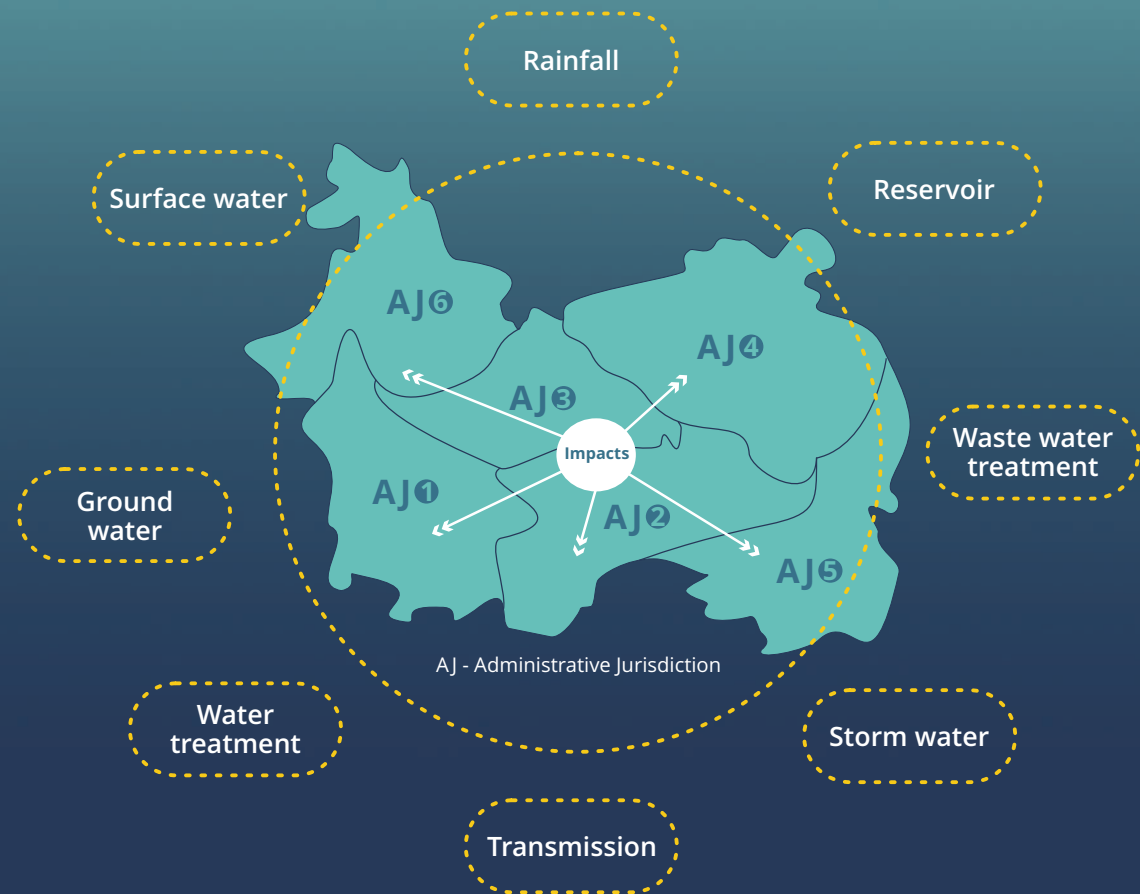 Rainfall
Surface water
Reservoir
AJ❻
AJ❹
AJ❸
Waste water
treatment
Impacts
AJ❶
Ground
water
AJ❷
AJ❺
AJ - Administrative Jurisdiction
Water
treatment
Storm water
Transmission